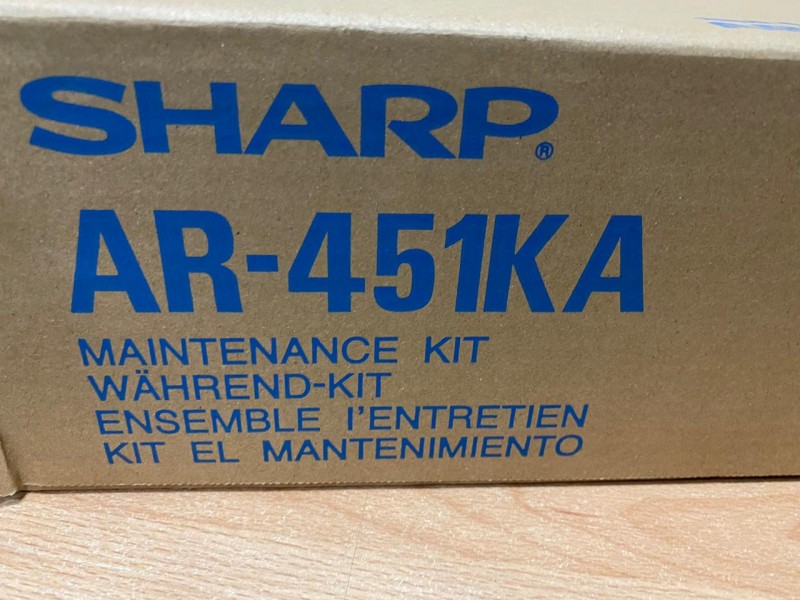 SHARP®
AR-451KA
MAINTENANCE KIT
WÄHREND-KIT
ENSEMBLE I'ENTRETIEN
KIT EL MANTENIMIENTO